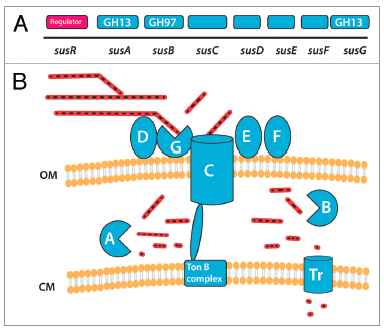 A
Regulator GH13 GH97 GH13
susR susA susB susC susD susE susF susG
B
D G E F
C
OM
B
A
Ton B
complex
Tr
CM